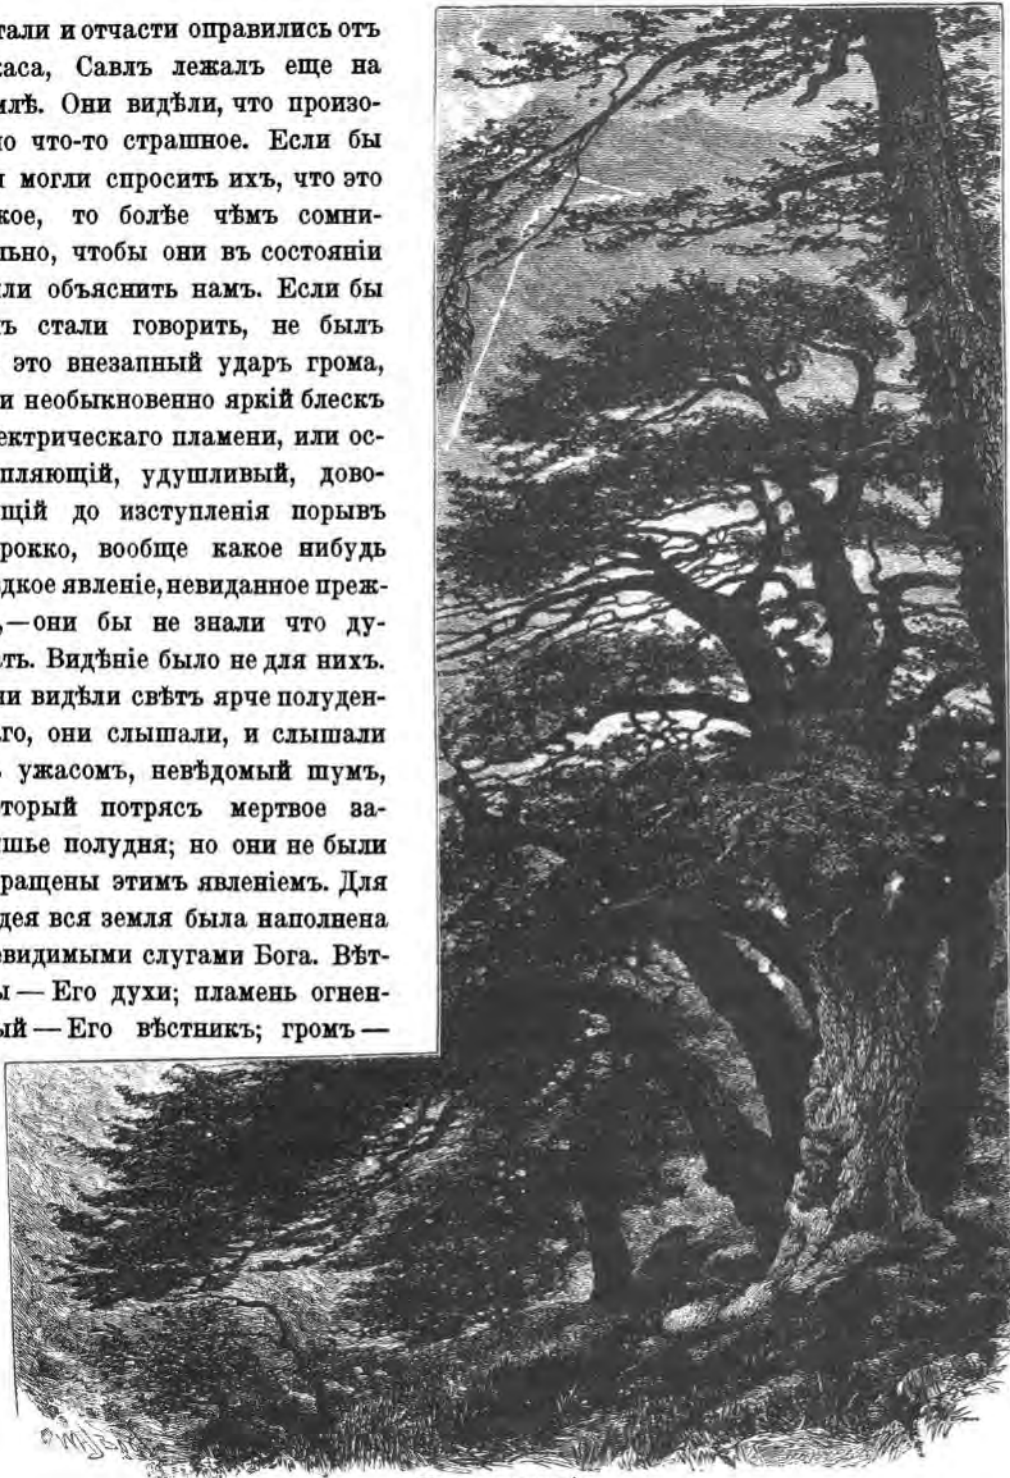 тали и отчасти оправились отъ
каса, Савлъ лежалъ еще на
илѣ. Они видѣли, что произо-
ло что-то страшное. Если бы
и могли спросить ихъ, что это
кое, то болѣе чѣмъ сомни-
льно, чтобы они въ состояніи
ли объяснить намъ. Если бы
ъ стали говорить, не былъ
это внезапный ударъ грома,
и необыкновенно яркій блескъ
ектрическаго пламени, или ос-
пляющій, удушливый, дово-
щій до изступленія порывъ
рокко, вообще какое нибудь
дкое явленіе, невиданное преж-
,—они бы не знали что ду-
ть. Видѣніе было не для нихъ.
ни видѣли свѣтъ ярче полуден-
го, они слышали, и слышали
ъ ужасомъ, невѣдомый шумъ,
торый потрясъ мертвое за-
шье полудня; но они не были
ращены этимъ явленіемъ. Для
дея вся земля была наполнена
евидимыми слугами Бога. Вѣт-
ы — Его духи; пламень огнен-
ый — Его вѣстникъ; громъ —